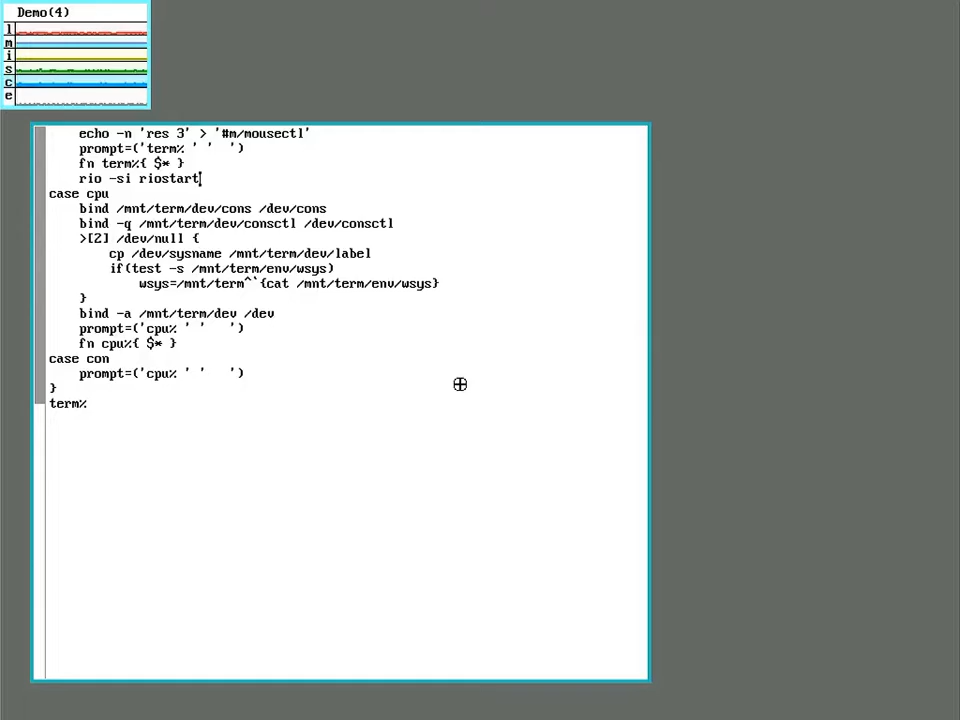 Demo(4)
l
m
i
s
c
e
echo -n 'res 3' > '#m/mousectl'
prompt=('term% ' '	')
fn term%{ $* }
rio -si riostart
case cpu
bind /mnt/term/dev/cons /dev/cons
bind -q /mnt/term/dev/consctl /dev/consctl
>[2] /dev/null {
cp /dev/sysname /mnt/term/dev/label
if(test -s /mnt/term/env/wsys)
wsys=/mnt/term^`{cat /mnt/term/env/wsys}
}
bind -a /mnt/term/dev /dev
prompt=('cpu% ' '	')
fn cpu%{ $* }
case con
prompt=('cpu% ' '	')
}
term%